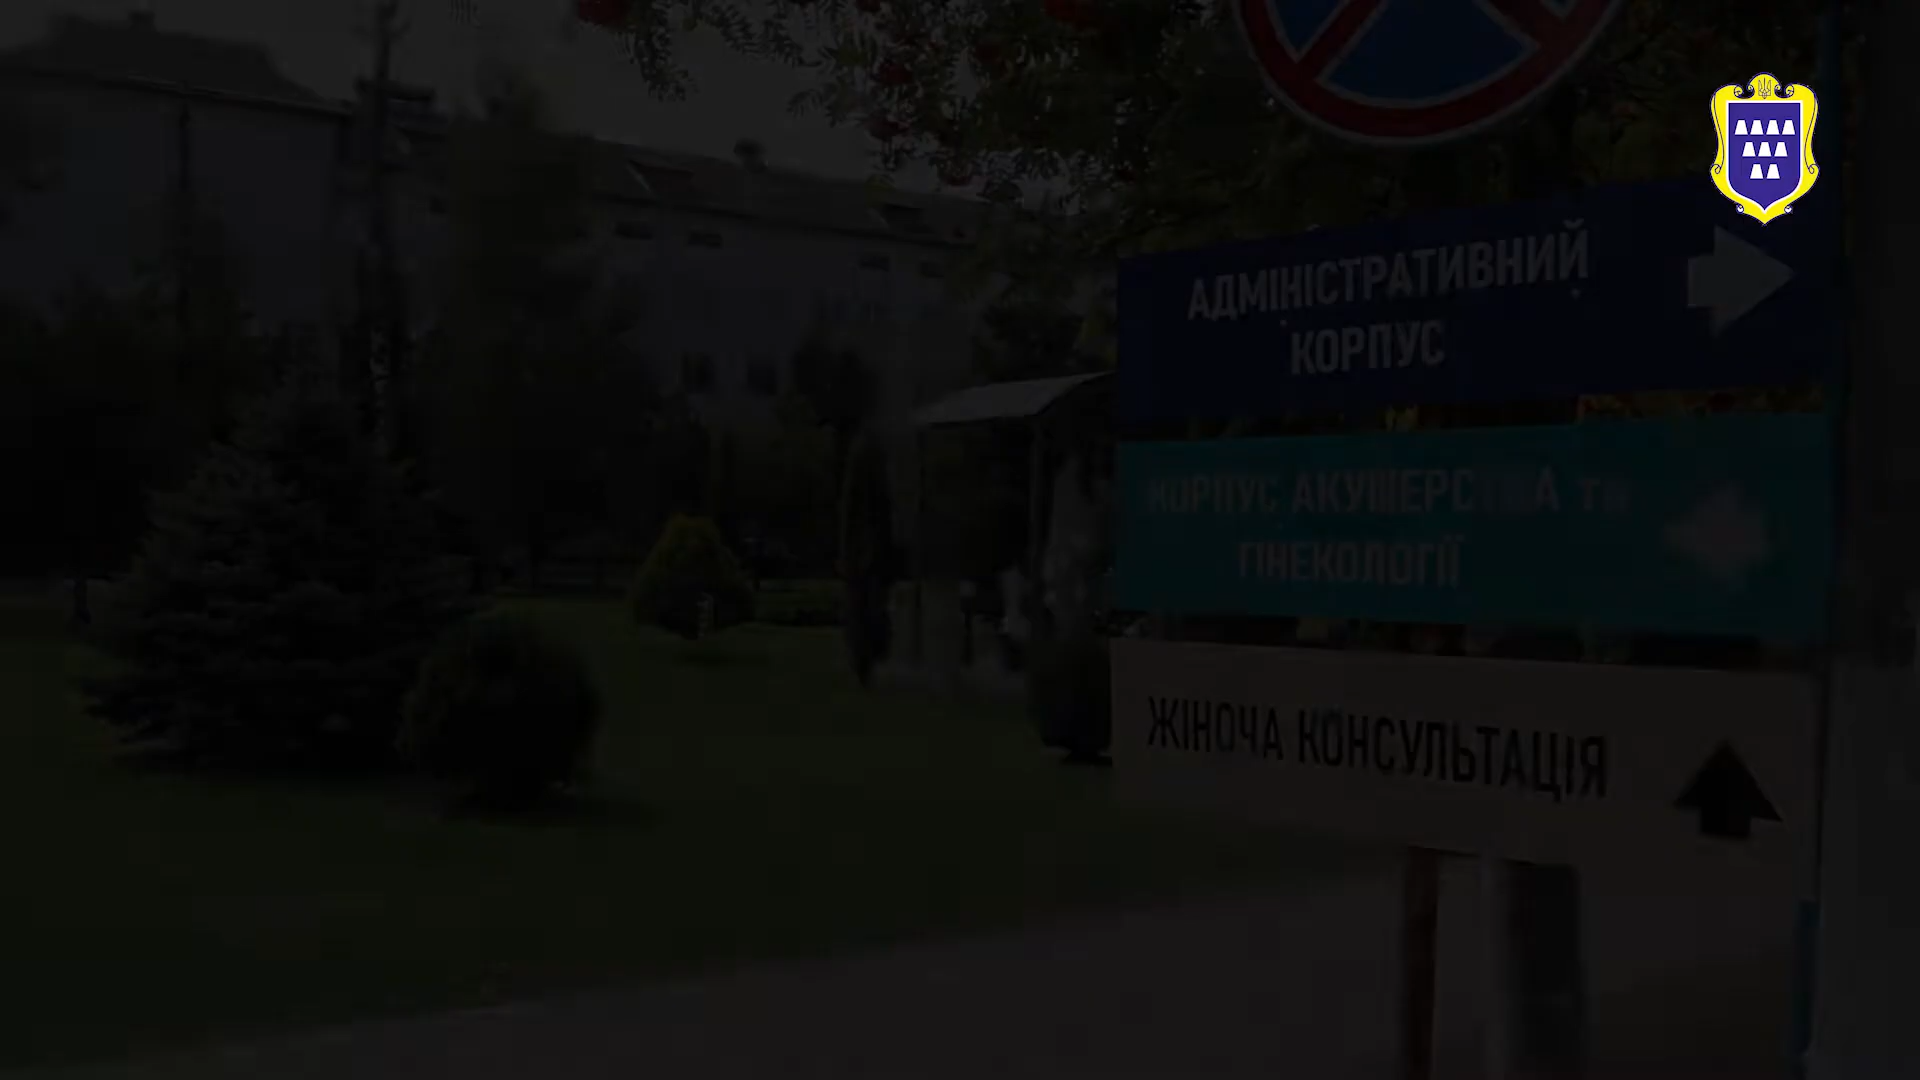 АДМІНІСТРАТИВНИЙ
КОРПУС
КОРПУС АКУШЕРСТВА та
ГІНЕКОЛОГІЇ
ЖІНОЧА КОНСУЛЬТАЦІЯ